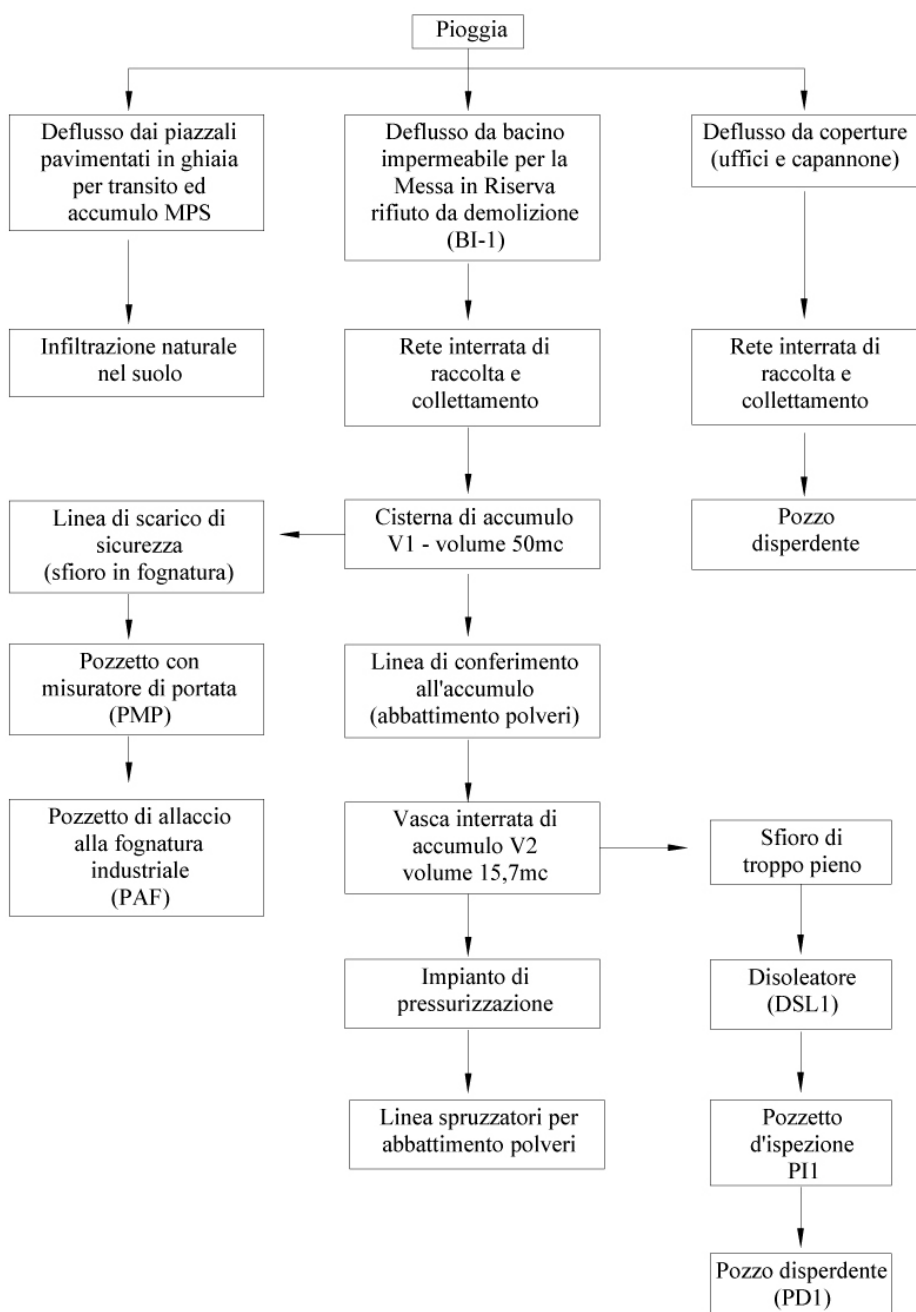 Pioggia
Deflusso dai piazzali
pavimentati in ghiaia
per transito ed
accumulo MPS
Deflusso da bacino
impermeabile per la
Messa in Riserva
rifiuto da demolizione
(BI-1)
Deflusso da coperture
(uffici e capannone)
Infiltrazione naturale
nel suolo
Rete interrata di
raccolta e
collettamento
Rete interrata di
raccolta e
collettamento
Linea di scarico di
sicurezza
(sfioro in fognatura)
Cisterna di accumulo
V1 - volume 50mc
Pozzo
disperdente
Pozzetto con
misuratore di portata
(PMP)
Linea di conferimento
all'accumulo
(abbattimento polveri)
Pozzetto di allaccio
alla fognatura
industriale
(PAF)
Vasca interrata di
accumulo V2
volume 15,7mc
Sfioro di
troppo pieno
Impianto di
pressurizzazione
Disoleatore
(DSL1)
Linea spruzzatori per
abbattimento polveri
Pozzetto
d'ispezione
PI1
Pozzo disperdente
(PD1)